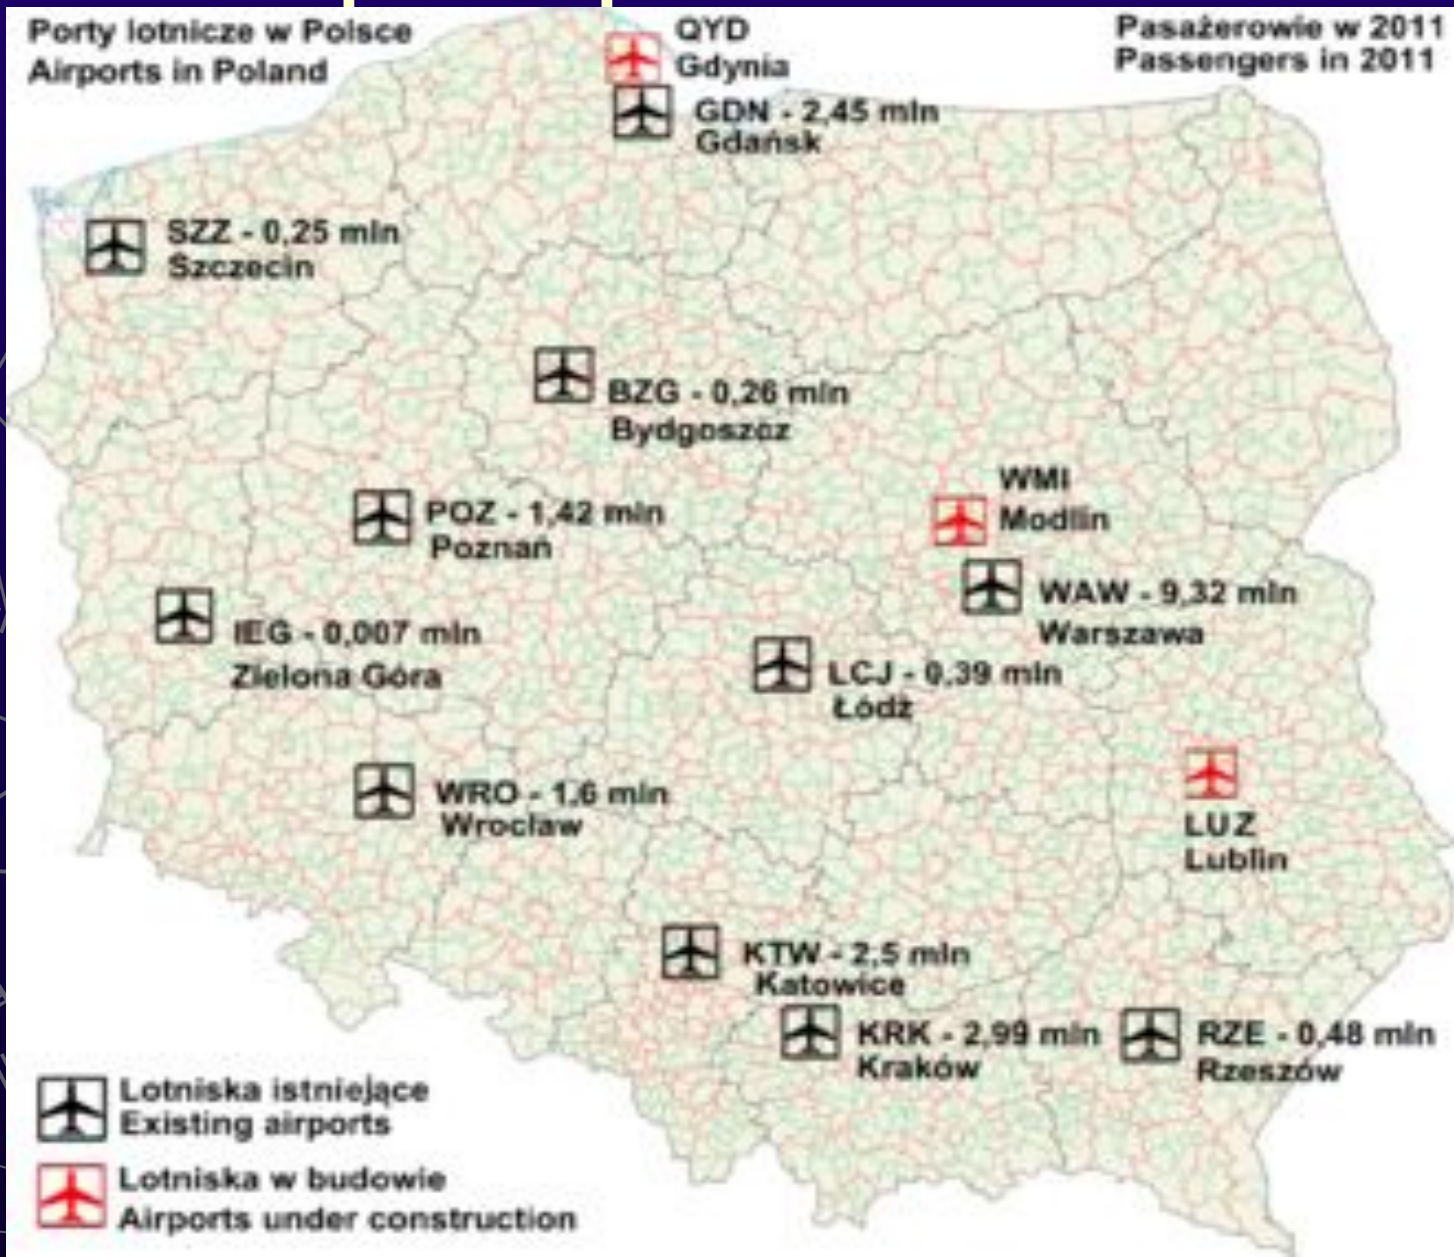 Porty lotnicze w Polsce
Airports in Poland
Pasażerowie w 2011
Passengers in 2011
QYD
Gdynia
GDN - 2,45 mln
Gdańsk
SZZ - 0,25 mln
Szczecin
BZG - 0,26 mln
Bydgoszcz
WMI
Modlin
POZ - 1,42 mln
Poznań
WAW - 9,32 mln
Warszawa
IEG - 0,007 mln
Zielona Góra
LCJ - 0,39 mln
Łódź
WRO - 1,6 mln
Wrocław
LUZ
Lublin
KTW - 2,5 mln
Katowice
KRK - 2,99 mln
Kraków
RZE - 0,48 mln
Rzeszów
Lotniska istniejące
Existing airports
Lotniska w budowie
Airports under construction